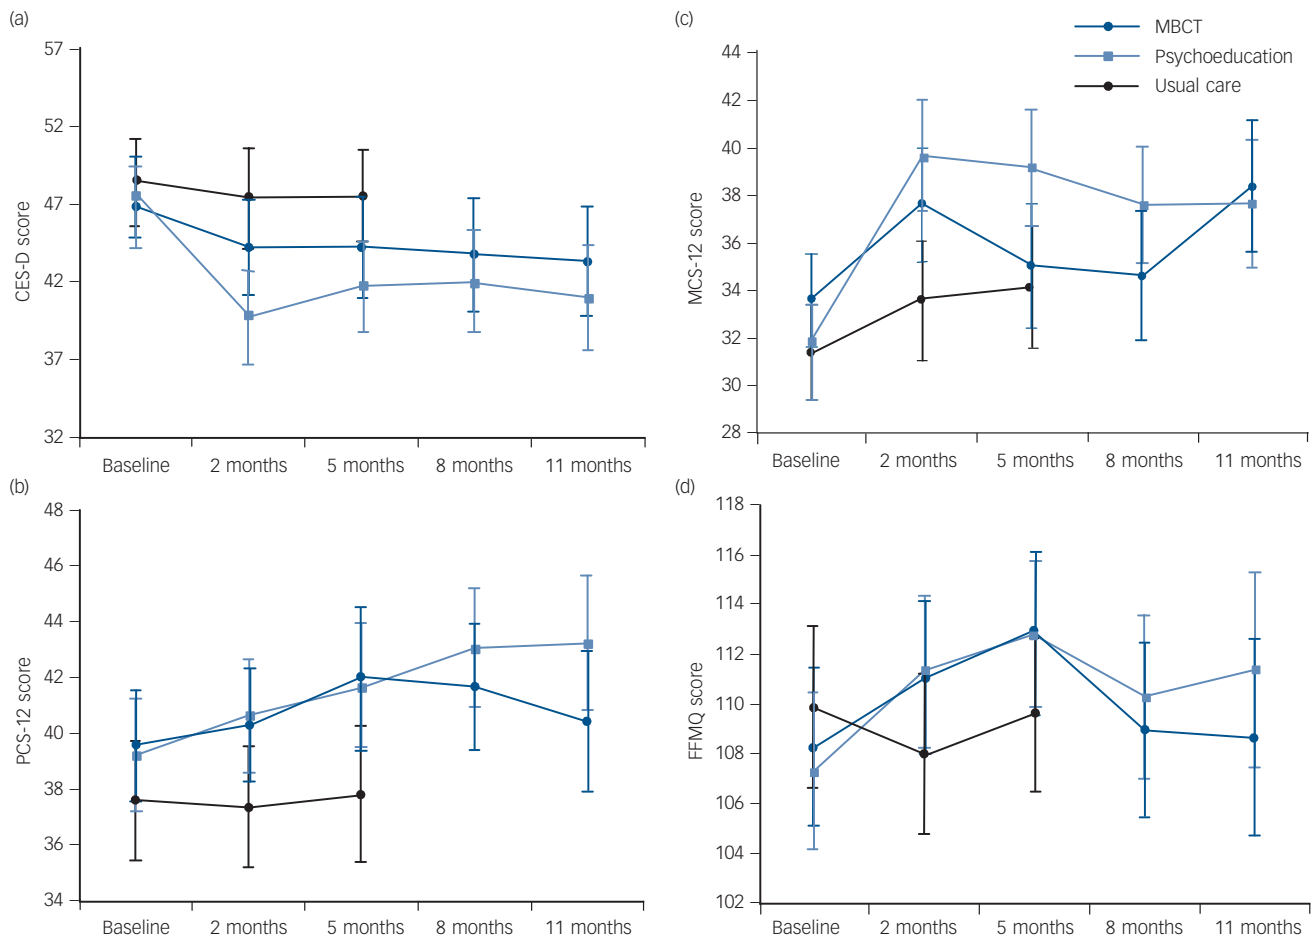 (a)
57
52
47
42
37
32
CES-D score
Baseline 2 months 5 months 8 months 11 months
(c)
MBCT
Psychoeducation
Usual care
44
42
40
38
36
34
32
30
28
MCS-12 score
Baseline 2 months 5 months 8 months 11 months
(b)
48
46
44
42
40
38
36
34
PCS-12 score
Baseline 2 months 5 months 8 months 11 months
(d)
118
116
114
112
110
108
106
104
102
FFMQ score
Baseline 2 months 5 months 8 months 11 months